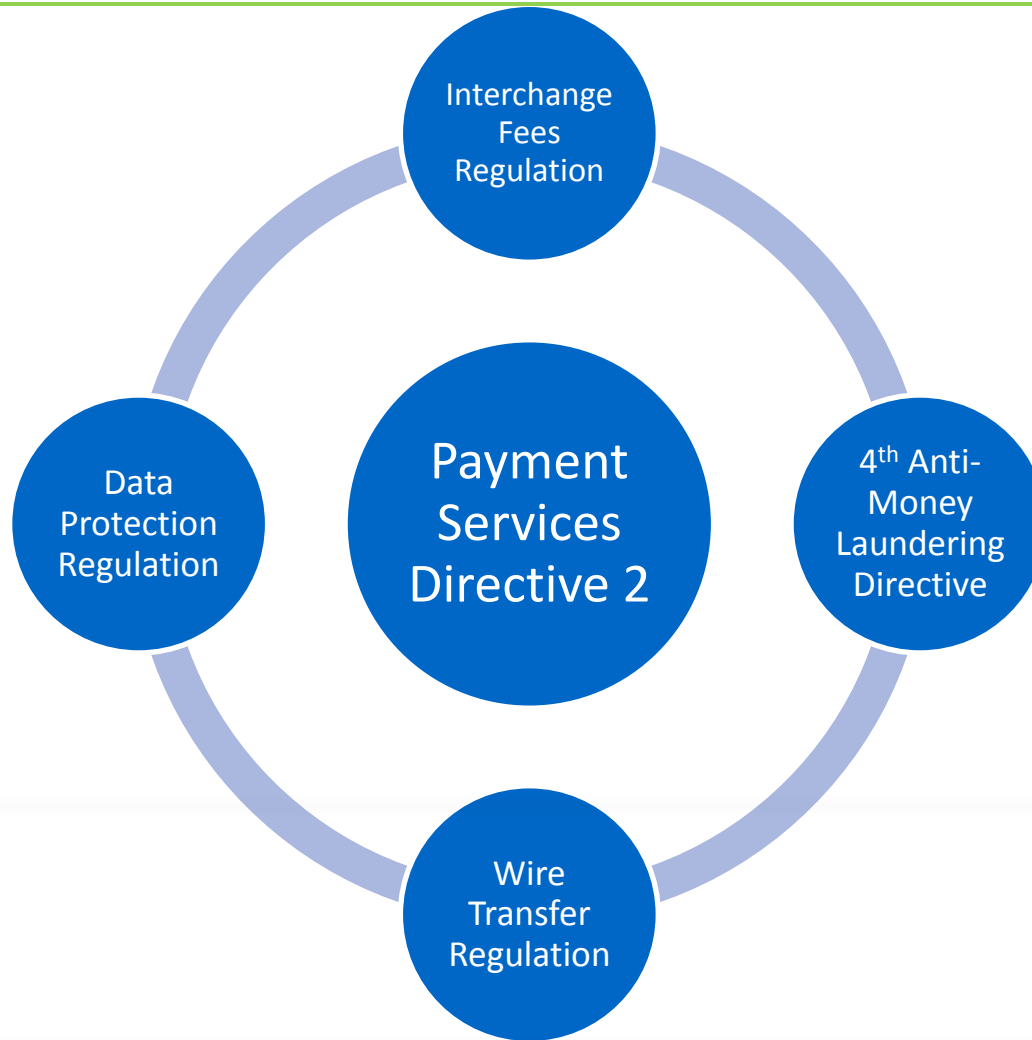 Interchange
Fees
Regulation
Data
Protection
Regulation
Payment
Services
Directive 2
4th Anti-
Money
Laundering
Directive
Wire
Transfer
Regulation